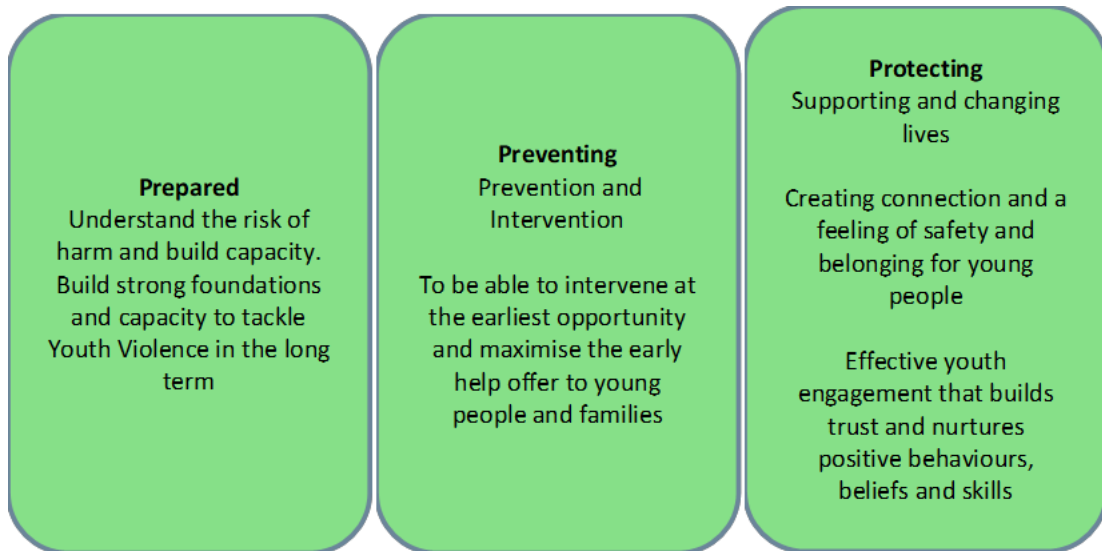 Prepared
Understand the risk of
harm and build capacity.
Build strong foundations
and capacity to tackle
Youth Violence in the long
term
Preventing
Prevention and
Intervention
To be able to intervene at
the earliest opportunity
and maximise the early
help offer to young
people and families
Protecting
Supporting and changing
lives
Creating connection and a
feeling of safety and
belonging for young
people
Effective youth
engagement that builds
trust and nurtures
positive behaviours,
beliefs and skills